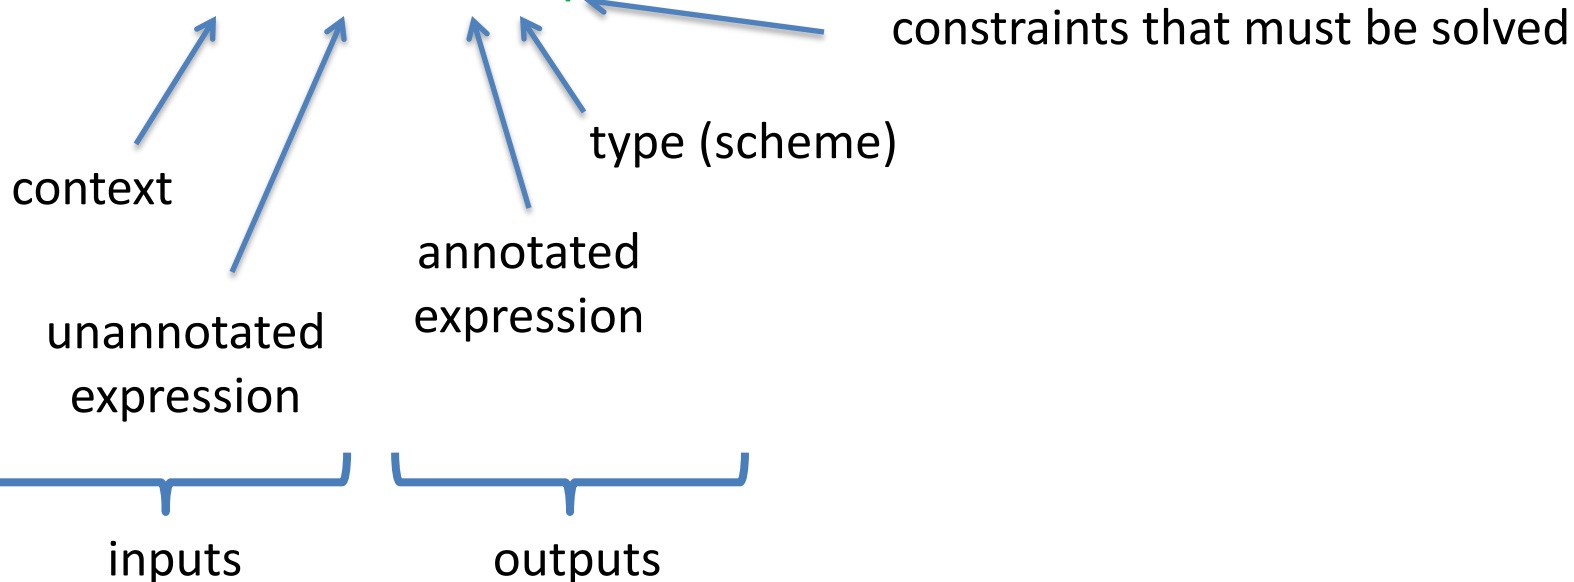 constraints that must be solved
type (scheme)
context
annotated
expression
unannotated
expression
inputs
outputs